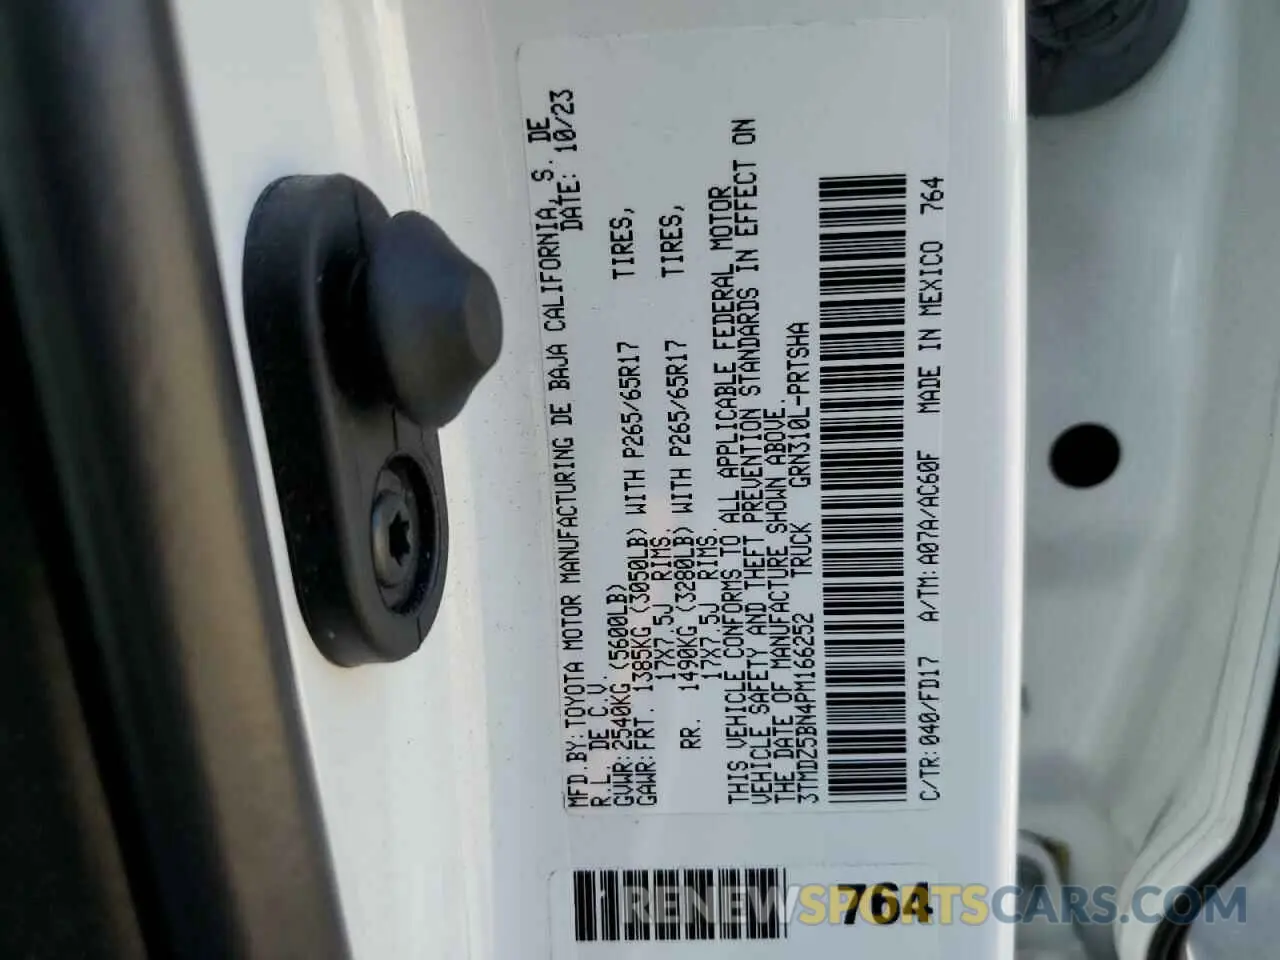 MFD.BY:TOYOTA MOTOR MANUFACTURING DE BAJA CALIFORNIA, S. DE
R.L. DE C.V. DATE: 10/23
GVWR:2540KG (5600LB)
GAWR:FRT. 1385KG (3050LB) WITH P265/65R17 TIRES,
17X7.5J RIMS.
RR. 1490KG (3280LB) WITH P265/65R17 TIRES,
17X7.5J RIMS.
THIS VEHICLE CONFORMS TO ALL APPLICABLE FEDERAL MOTOR
VEHICLE SAFETY AND THEFT PREVENTION STANDARDS IN EFFECT ON
THE DATE OF MANUFACTURE SHOWN ABOVE.
3TMDZ5BN4PM166252 TRUCK GRN310L-PRTSHA
C/TR:040/FD17 A/TM:A07A/AC60F MADE IN MEXICO 764
764
RENEWSPORTSCARS.COM